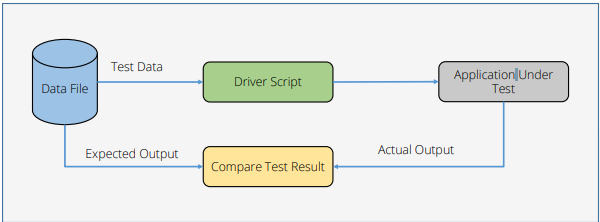 Test Data
Data File
Driver Script
Application Under
Test
Expected Output
Compare Test Result
Actual Output